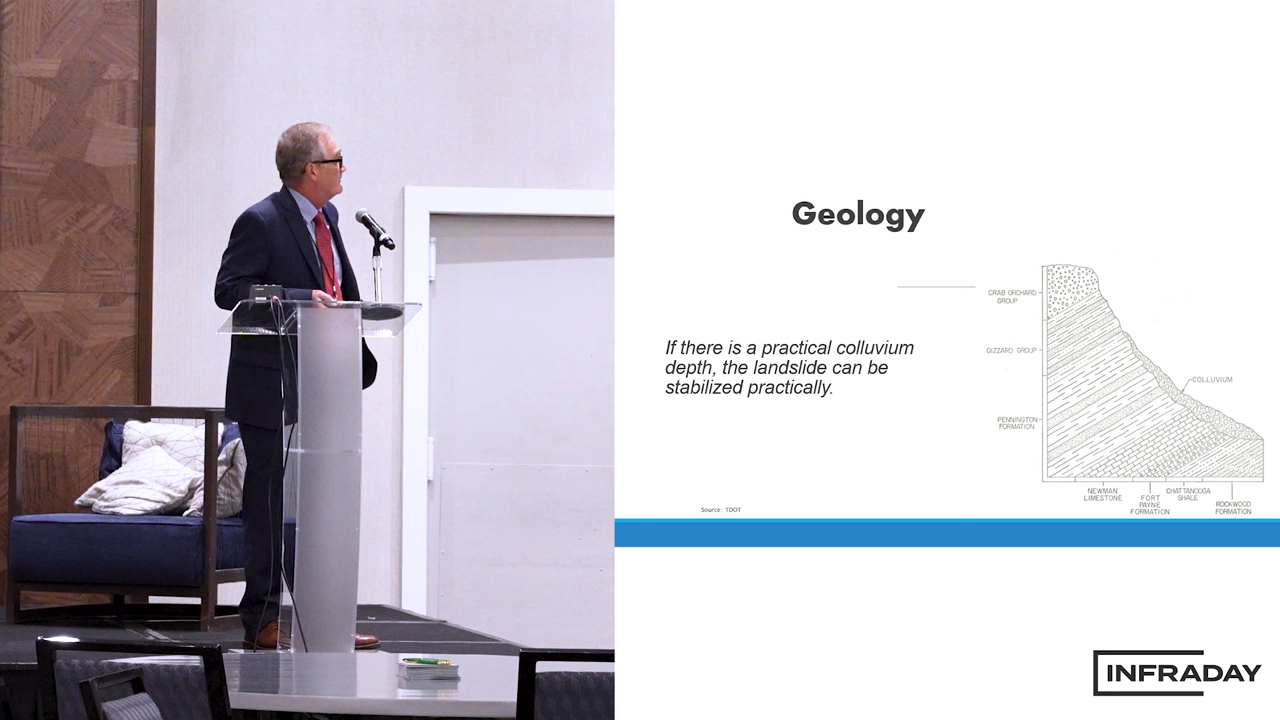 Geology
If there is a practical colluvium
depth, the landslide can be
stabilized practically.
CRAB ORCHARD
GROUP
GIZZARD GROUP
COLLUVIUM
PENNINGTON
FORMATION
NEWMAN
LIMESTONE
FORT
PAYNE
FORMATION
CHATTANOOGA
SHALE
ROCKWOOD
FORMATION
Source: TDOT
INFRADAY